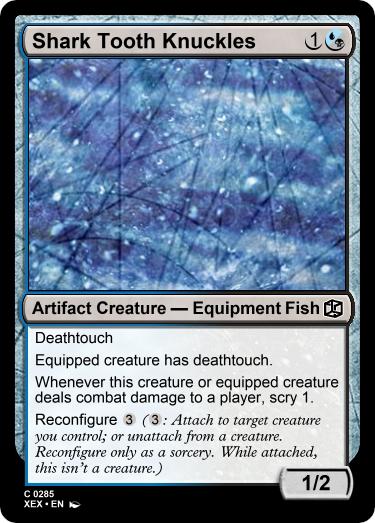 Shark Tooth Knuckles 1
Artifact Creature — Equipment Fish
Deathtouch
Equipped creature has deathtouch.
Whenever this creature or equipped creature
deals combat damage to a player, scry 1.
Reconfigure 3 (3: Attach to target creature
you control; or unattach from a creature.
Reconfigure only as a sorcery. While attached,
this isn't a creature.)
1/2
C 0285
XEX • EN